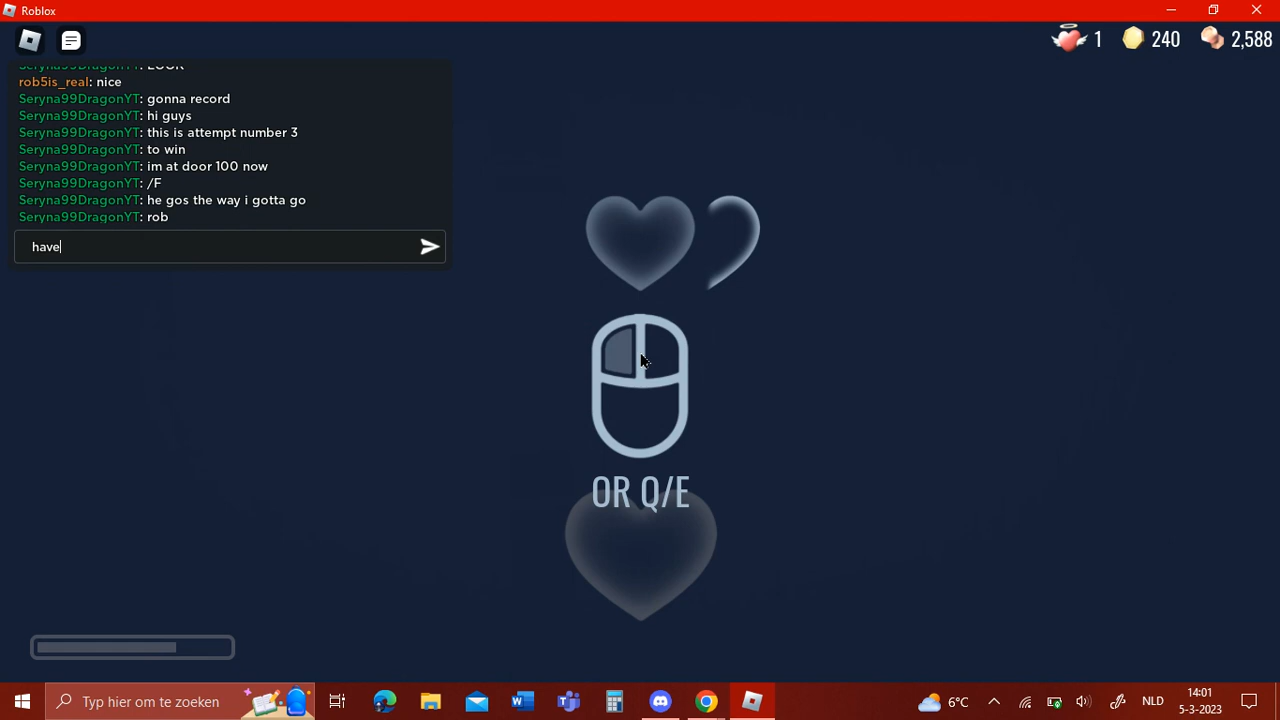 Roblox
1 240 2,588
Seryna99DragonYT: LOOK
rob5is_real: nice
Seryna99DragonYT: gonna record
Seryna99DragonYT: hi guys
Seryna99DragonYT: this is attempt number 3
Seryna99DragonYT: to win
Seryna99DragonYT: im at door 100 now
Seryna99DragonYT: /F
Seryna99DragonYT: he gos the way i gotta go
Seryna99DragonYT: rob
have
OR Q/E
Typ hier om te zoeken
6°C
NLD
14:01
5-3-2023